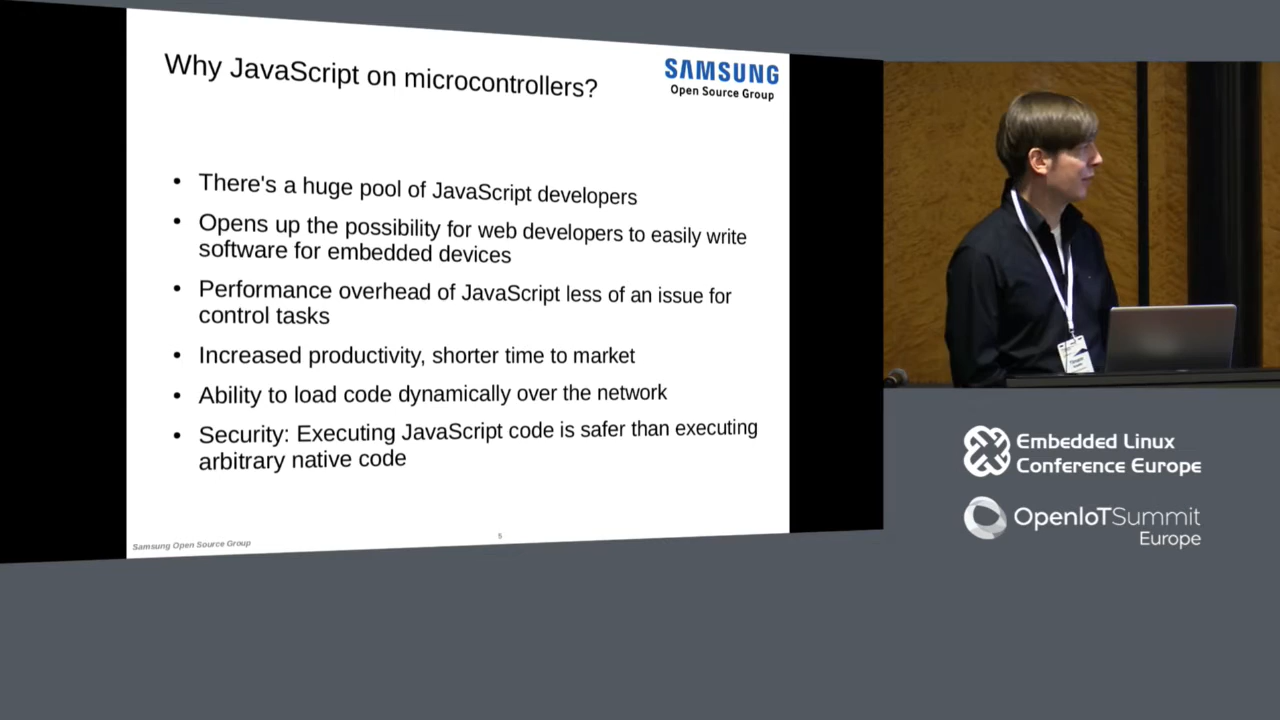 Why JavaScript on microcontrollers?
SAMSUNG
Open Source Group
• There's a huge pool of JavaScript developers
• Opens up the possibility for web developers to easily write
software for embedded devices
• Performance overhead of JavaScript less of an issue for
control tasks
• Increased productivity, shorter time to market
• Ability to load code dynamically over the network
• Security: Executing JavaScript code is safer than executing
arbitrary native code
Samsung Open Source Group
5
Embedded Linux
Conference Europe
OpenIoTSummit
Europe